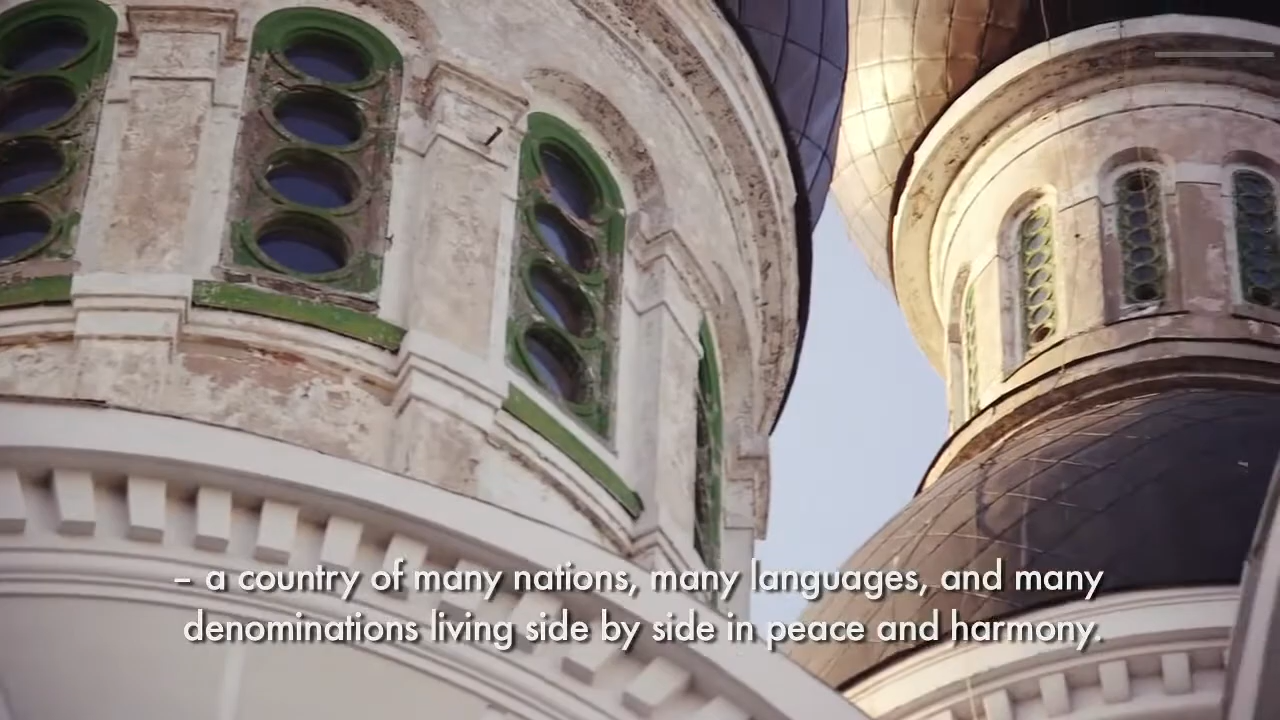 – a country of many nations, many languages, and many
denominations living side by side in peace and harmony.